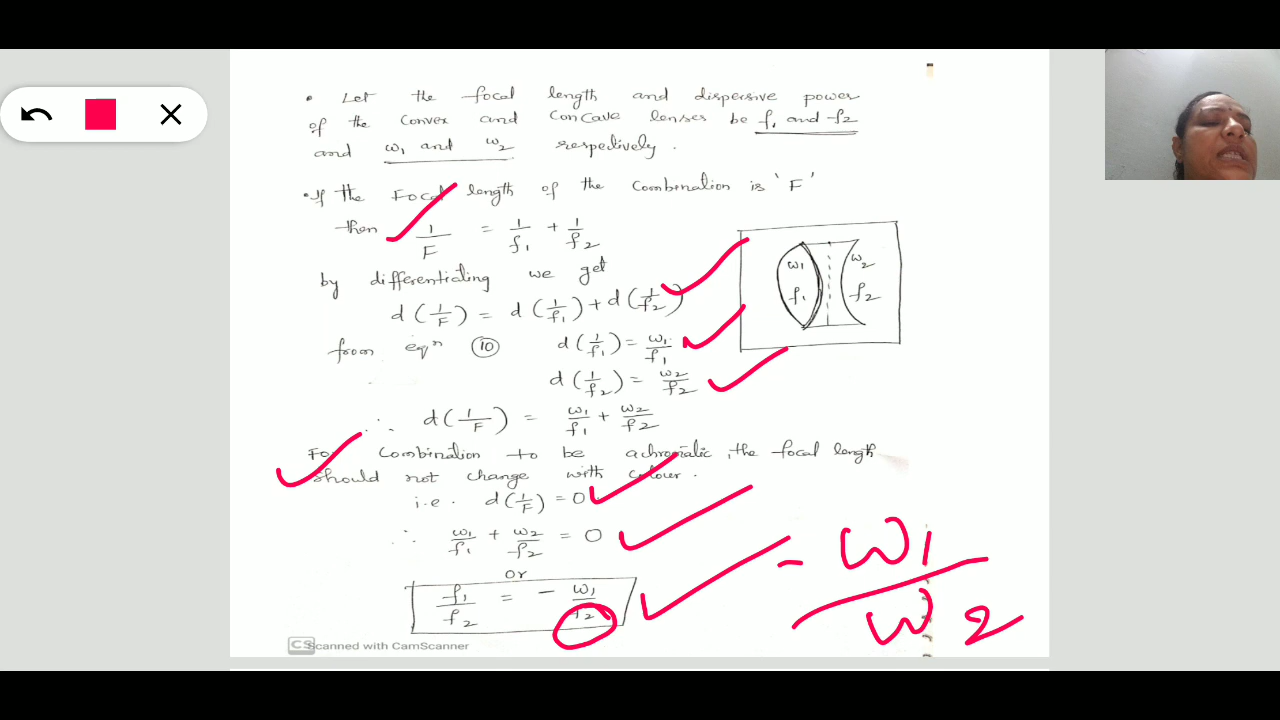 • Let the focal length and dispersive power
of the convex and concave lenses be f₁ and -f₂
and ω₁ and ω₂ respectively.
• If the Focal length of the combination is 'F'
then 1/F = 1/f₁ + 1/f₂
by differentiating we get
d(1/F) = d(1/f₁) + d(1/f₂)
from eqⁿ (10) d(1/f₁) = ω₁/f₁
d(1/f₂) = ω₂/f₂
∴ d(1/F) = ω₁/f₁ + ω₂/f₂
For combination to be achromatic, the focal length
should not change with colour.
i.e. d(1/F) = 0
∴ ω₁/f₁ + ω₂/f₂ = 0
or
f₁/f₂ = - ω₁/f₂
ω₁ ω₂
f₁ f₂
- ω1/ω2
CS Scanned with CamScanner